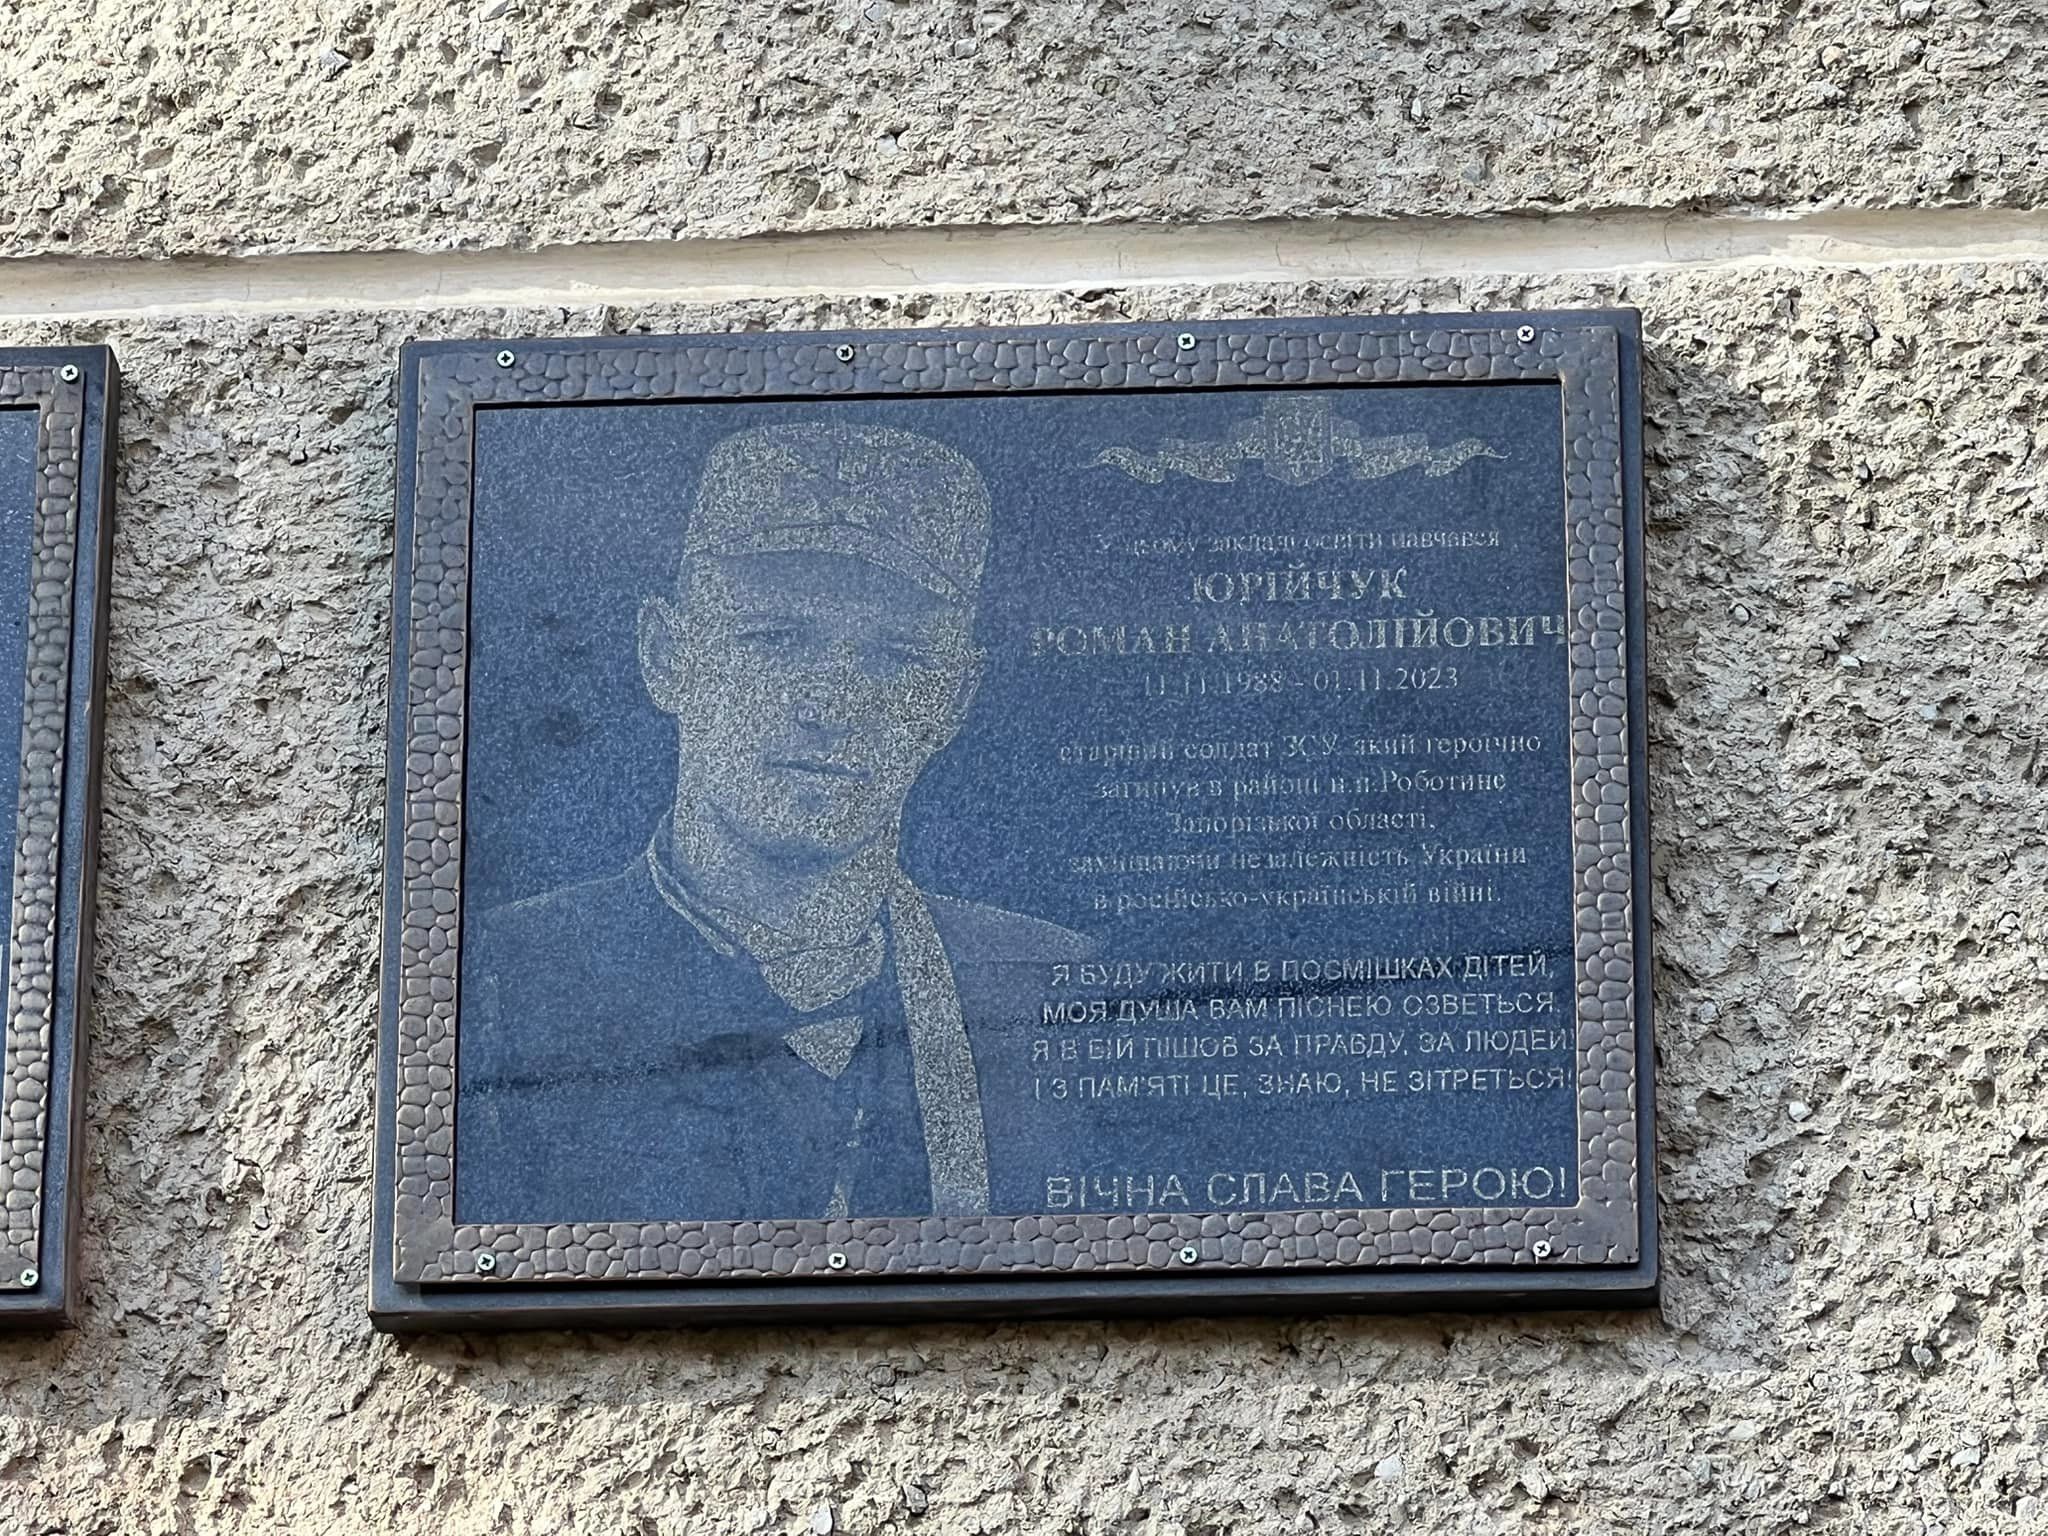 У цьому закладі освіти навчався
ЮРІЙЧУК
РОМАН АНАТОЛІЙОВИЧ
11.11.1988 - 01.11.2023
старший солдат ЗСУ, який героїчно
загинув в районі н.п.Роботине
Запорізької області,
захищаючи незалежність України
в російсько-українській війні.
Я БУДУ ЖИТИ В ПОСМІШКАХ ДІТЕЙ,
МОЯ ДУША ВАМ ПІСНЕЮ ОЗВЕТЬСЯ.
Я В БІЙ ПІШОВ ЗА ПРАВДУ, ЗА ЛЮДЕЙ!
І З ПАМ'ЯТІ ЦЕ, ЗНАЮ, НЕ ЗІТРЕТЬСЯ!
ВІЧНА СЛАВА ГЕРОЮ!